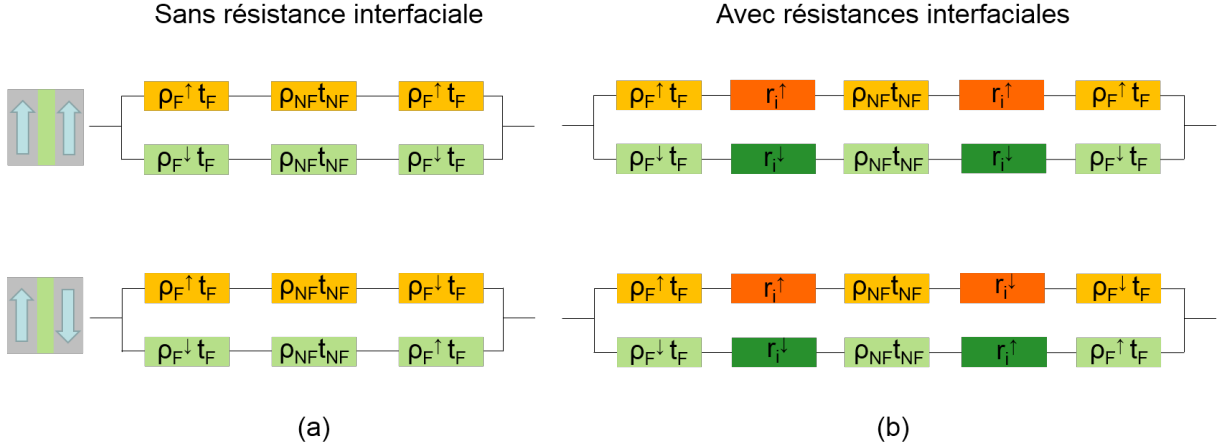 Sans résistance interfaciale Avec résistances interfaciales
ρF↑ tF ρNFtNF ρF↑ tF ρF↑ tF ri↑ ρNFtNF ri↑ ρF↑ tF
ρF↓ tF ρNFtNF ρF↓ tF ρF↓ tF ri↓ ρNFtNF ri↓ ρF↓ tF
ρF↑ tF ρNFtNF ρF↓ tF ρF↑ tF ri↑ ρNFtNF ri↓ ρF↓ tF
ρF↓ tF ρNFtNF ρF↑ tF ρF↓ tF ri↓ ρNFtNF ri↑ ρF↑ tF
(a) (b)